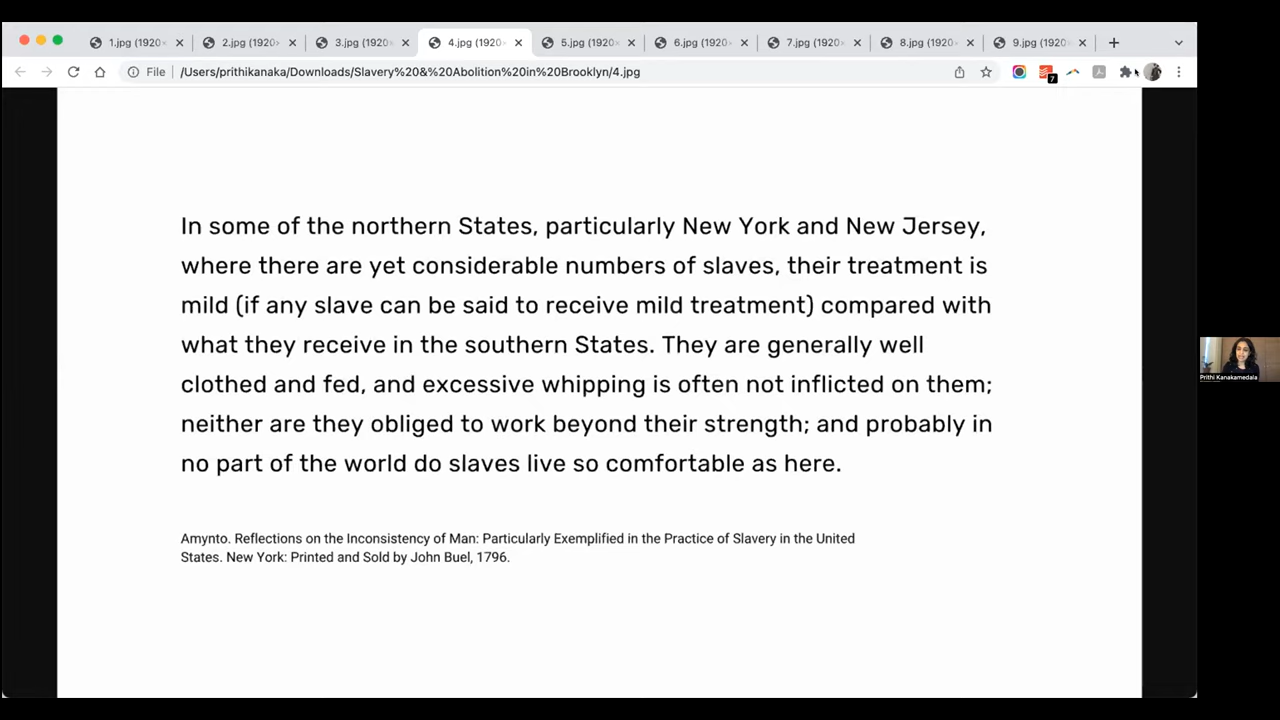 1.jpg (1920×
2.jpg (1920×
3.jpg (1920×
4.jpg (1920×
5.jpg (1920×
6.jpg (1920×
7.jpg (1920×
8.jpg (1920×
9.jpg (1920×
File
/Users/prithikanaka/Downloads/Slavery%20&%20Abolition%20in%20Brooklyn/4.jpg
7
In some of the northern States, particularly New York and New Jersey,
where there are yet considerable numbers of slaves, their treatment is
mild (if any slave can be said to receive mild treatment) compared with
what they receive in the southern States. They are generally well
clothed and fed, and excessive whipping is often not inflicted on them;
neither are they obliged to work beyond their strength; and probably in
no part of the world do slaves live so comfortable as here.
Amynto. Reflections on the Inconsistency of Man: Particularly Exemplified in the Practice of Slavery in the United
States. New York: Printed and Sold by John Buel, 1796.
Prithi Kanakamedala